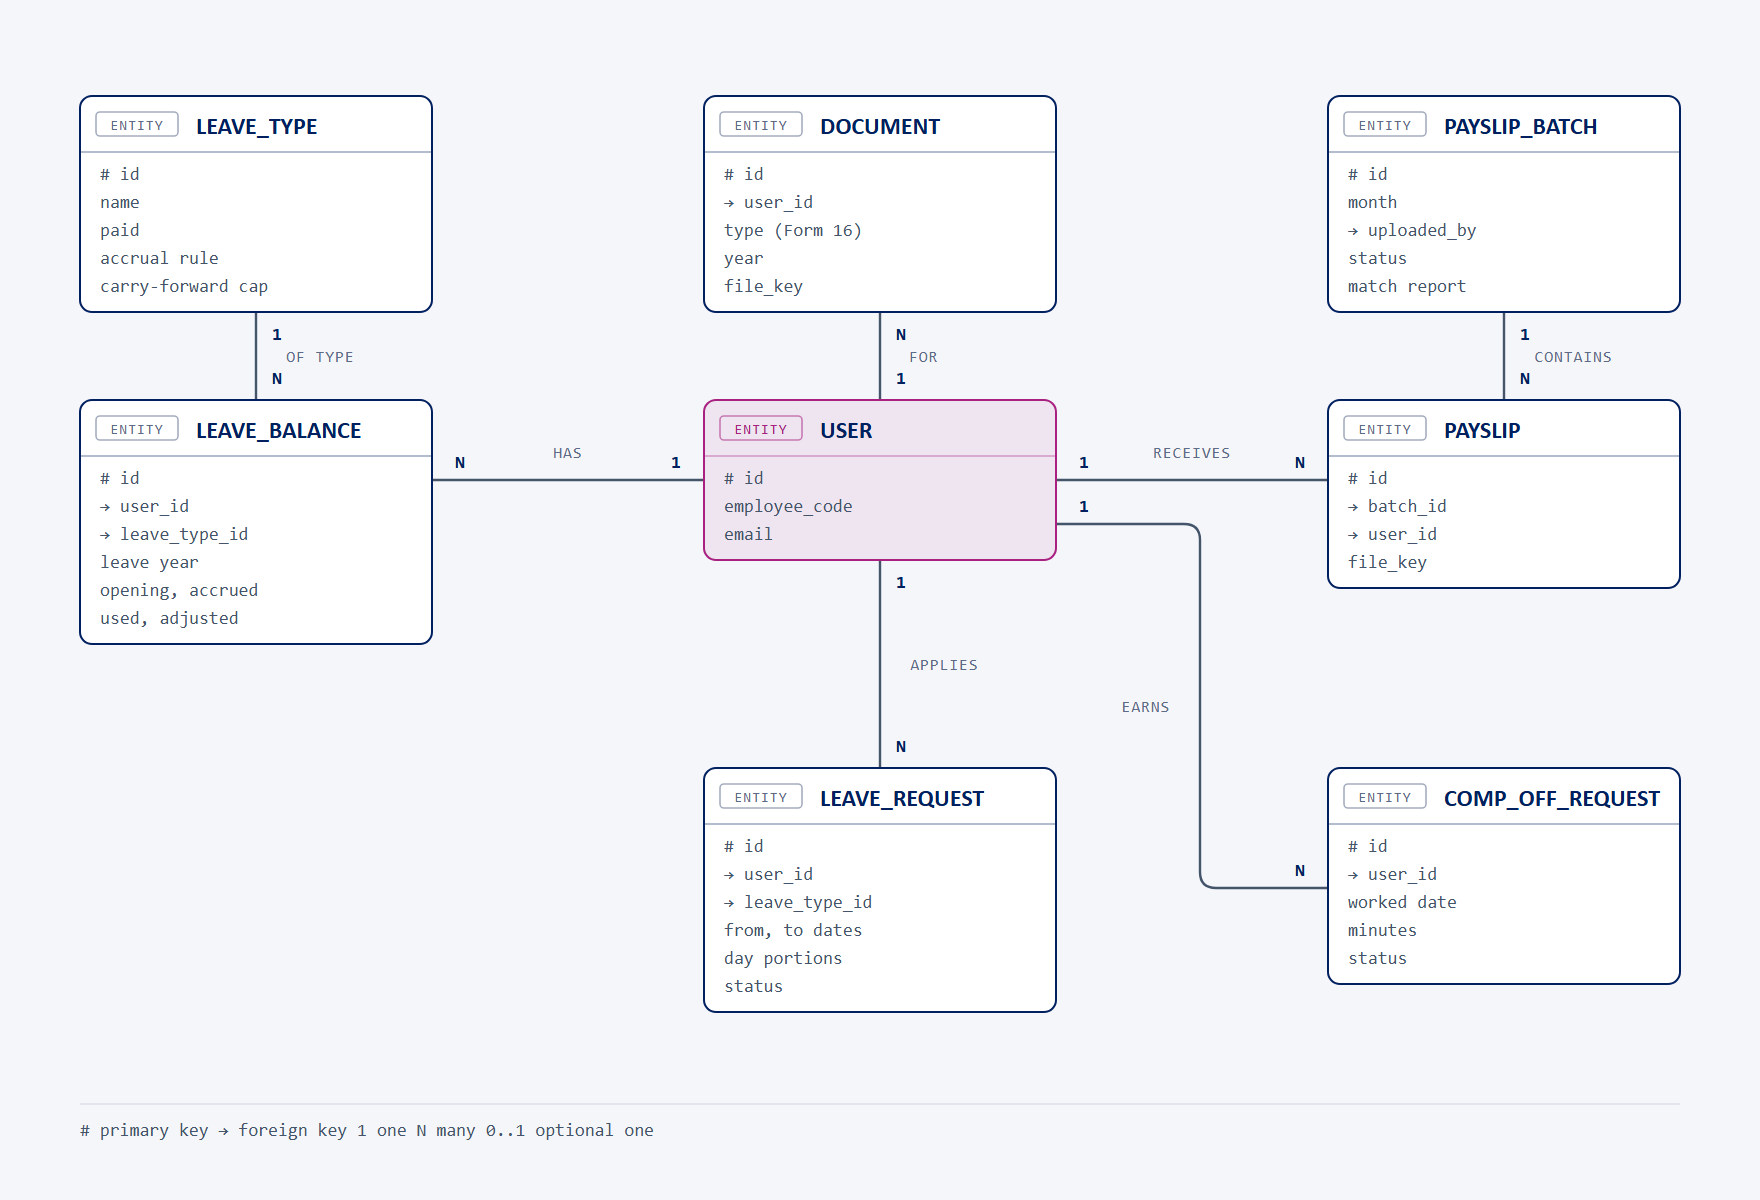 ENTITY LEAVE_TYPE
# id
name
paid
accrual rule
carry-forward cap
ENTITY DOCUMENT
# id
→ user_id
type (Form 16)
year
file_key
ENTITY PAYSLIP_BATCH
# id
month
→ uploaded_by
status
match report
1
OF TYPE
N
N
FOR
1
1
CONTAINS
N
ENTITY LEAVE_BALANCE
# id
→ user_id
→ leave_type_id
leave year
opening, accrued
used, adjusted
N HAS 1
ENTITY USER
# id
employee_code
email
1 RECEIVES N
ENTITY PAYSLIP
# id
→ batch_id
→ user_id
file_key
1
EARNS
N
1
APPLIES
N
ENTITY LEAVE_REQUEST
# id
→ user_id
→ leave_type_id
from, to dates
day portions
status
ENTITY COMP_OFF_REQUEST
# id
→ user_id
worked date
minutes
status
# primary key → foreign key 1 one N many 0..1 optional one